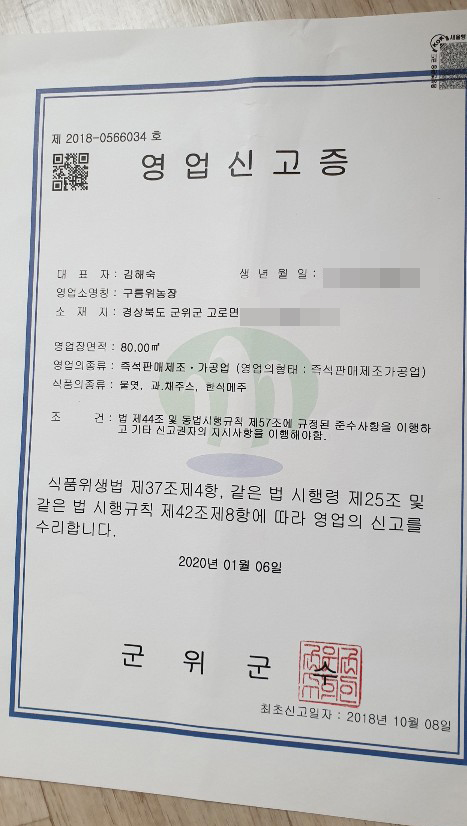 제 2018-0566034 호
영 업 신 고 증
대 표 자 : 김해숙 생 년 월 일 :
영업소명칭 : 구름위농장
소 재 지 : 경상북도 군위군 고로면
영업장면적 : 80.00㎡
영업의종류 : 즉석판매제조·가공업 (영업의형태 : 즉석판매제조가공업)
식품의종류 : 물엿, 과.채주스, 한식메주
조 건 : 법 제44조 및 동법시행규칙 제57조에 규정된 준수사항을 이행하
고 기타 신고권자의 지시사항을 이행해야함.
식품위생법 제37조제4항, 같은 법 시행령 제25조 및
같은 법 시행규칙 제42조제8항에 따라 영업의 신고를
수리합니다.
2020년 01월 06일
군 위 군 수
최초신고일자 : 2018년 10월 08일